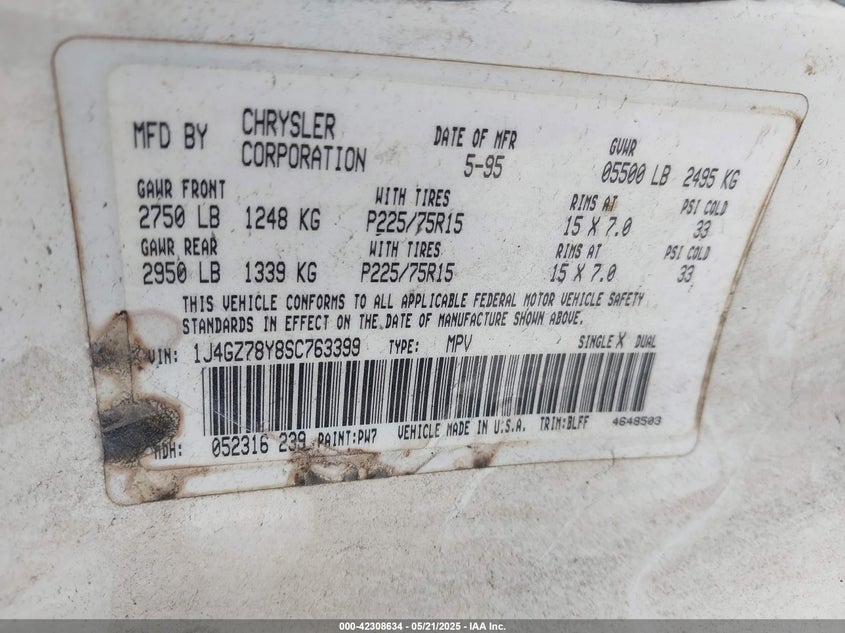 MFD BY CHRYSLER CORPORATION DATE OF MFR 5-95 GVWR 05500 LB 2495 KG
GAWR FRONT WITH TIRES RIMS AT PSI COLD
2750 LB 1248 KG P225/75R15 15 X 7.0 33
GAWR REAR WITH TIRES RIMS AT PSI COLD
2950 LB 1339 KG P225/75R15 15 X 7.0 33
THIS VEHICLE CONFORMS TO ALL APPLICABLE FEDERAL MOTOR VEHICLE SAFETY
STANDARDS IN EFFECT ON THE DATE OF MANUFACTURE SHOWN ABOVE.
VIN: 1J4GZ78Y8SC763399 TYPE: MPV SINGLE X DUAL
MDH: 052316 239 PAINT:PW7 VEHICLE MADE IN U.S.A. TRIM:BLFF 4648503
000-42308634 - 05/21/2025 - IAA Inc.